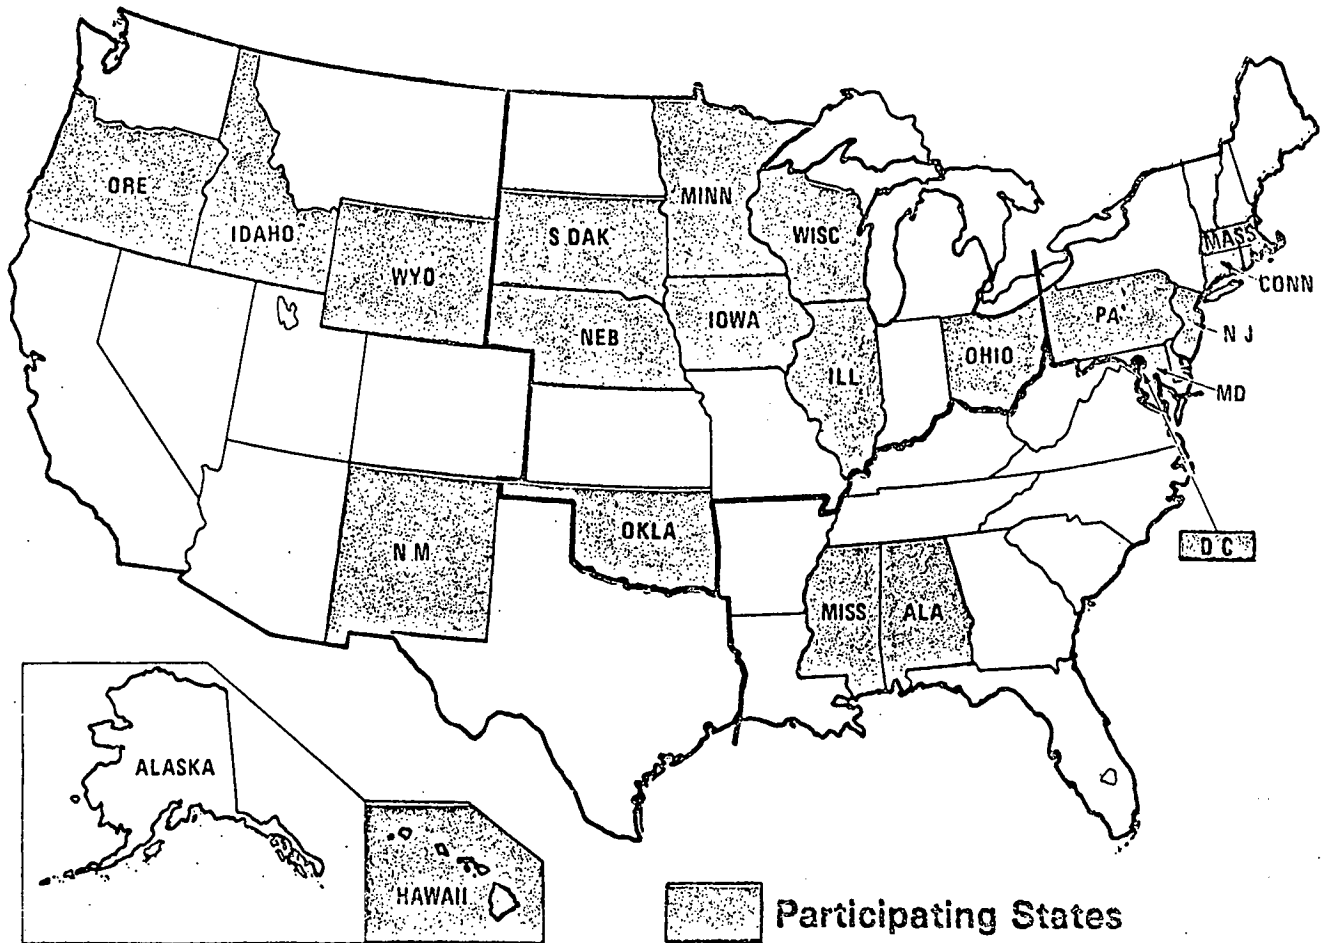 ORE
IDAHO
WYO
S DAK
MINN
WISC
MASS
CONN
NEB
IOWA
ILL
OHIO
PA
N J
MD
N M
OKLA
MISS
ALA
D C
ALASKA
HAWAII
Participating States